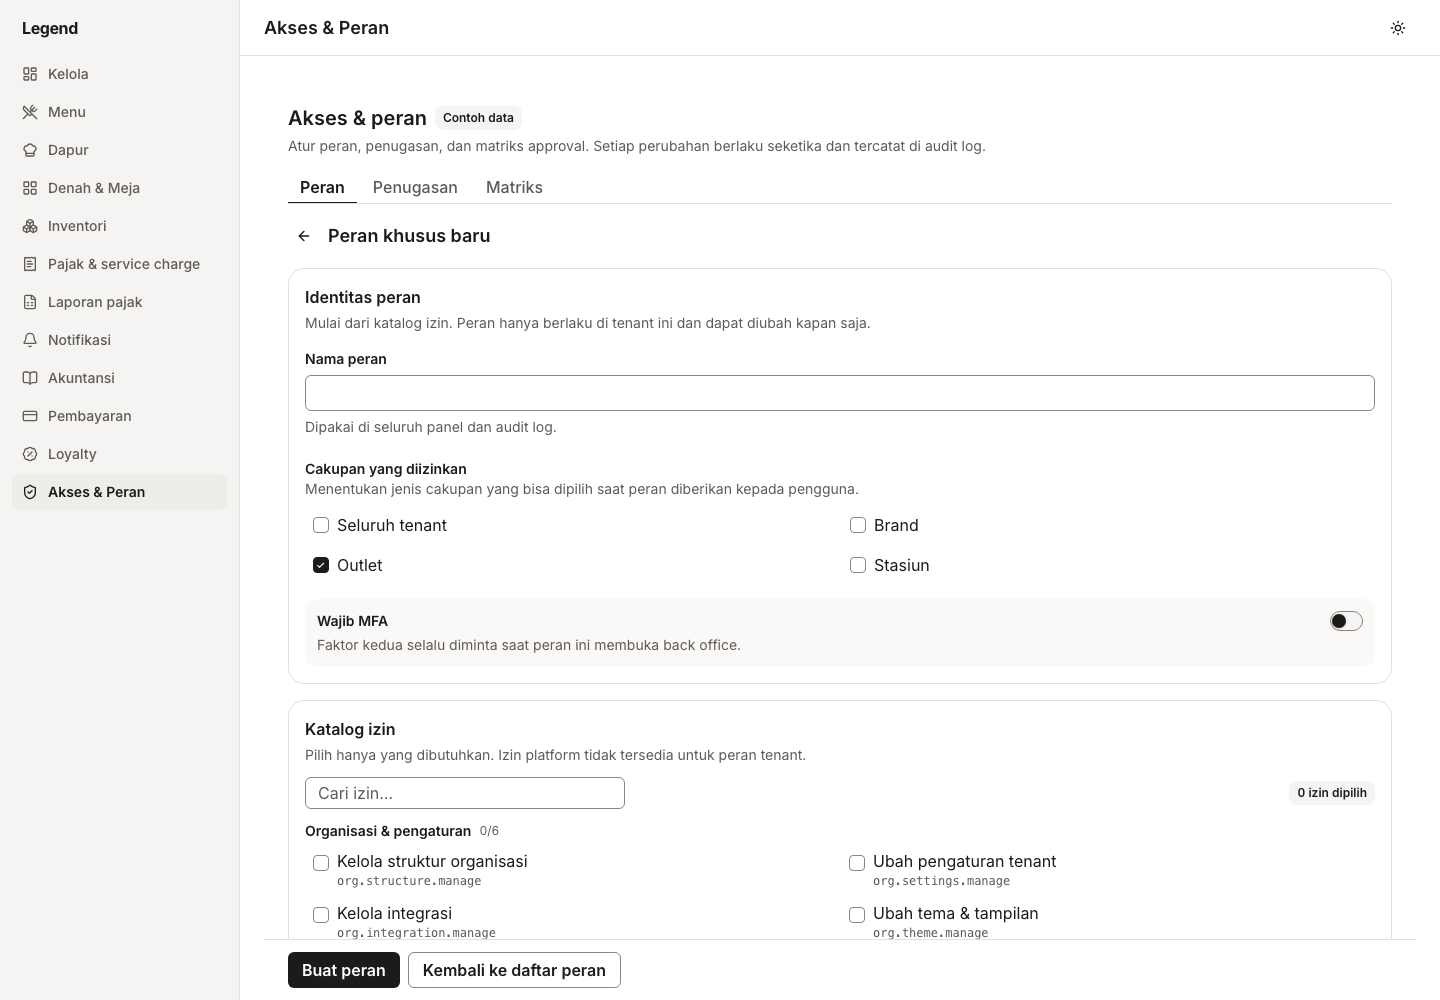 Legend
Kelola
Menu
Dapur
Denah & Meja
Inventori
Pajak & service charge
Laporan pajak
Notifikasi
Akuntansi
Pembayaran
Loyalty
Akses & Peran
Akses & Peran
Akses & peran Contoh data
Atur peran, penugasan, dan matriks approval. Setiap perubahan berlaku seketika dan tercatat di audit log.
Peran Penugasan Matriks
Peran khusus baru
Identitas peran
Mulai dari katalog izin. Peran hanya berlaku di tenant ini dan dapat diubah kapan saja.
Nama peran
Dipakai di seluruh panel dan audit log.
Cakupan yang diizinkan
Menentukan jenis cakupan yang bisa dipilih saat peran diberikan kepada pengguna.
Seluruh tenant Brand
Outlet Stasiun
Wajib MFA
Faktor kedua selalu diminta saat peran ini membuka back office.
Katalog izin
Pilih hanya yang dibutuhkan. Izin platform tidak tersedia untuk peran tenant.
Cari izin... 0 izin dipilih
Organisasi & pengaturan 0/6
Kelola struktur organisasi Ubah pengaturan tenant
org.structure.manage org.settings.manage
Kelola integrasi Ubah tema & tampilan
org.integration.manage org.theme.manage
Buat peran Kembali ke daftar peran